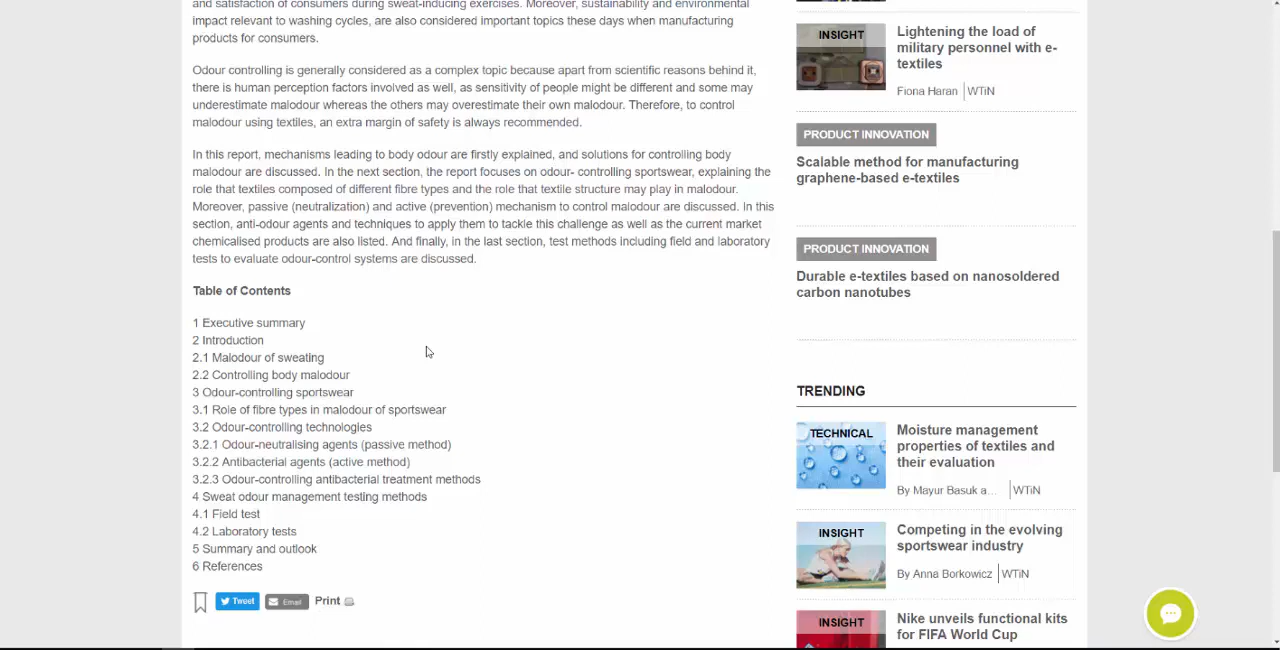 and satisfaction of consumers during sweat-inducing exercises. Moreover, sustainability and environmental
impact relevant to washing cycles, are also considered important topics these days when manufacturing
products for consumers.
Odour controlling is generally considered as a complex topic because apart from scientific reasons behind it,
there is human perception factors involved as well, as sensitivity of people might be different and some may
underestimate malodour whereas the others may overestimate their own malodour. Therefore, to control
malodour using textiles, an extra margin of safety is always recommended.
In this report, mechanisms leading to body odour are firstly explained, and solutions for controlling body
malodour are discussed. In the next section, the report focuses on odour- controlling sportswear, explaining the
role that textiles composed of different fibre types and the role that textile structure may play in malodour.
Moreover, passive (neutralization) and active (prevention) mechanism to control malodour are discussed. In this
section, anti-odour agents and techniques to apply them to tackle this challenge as well as the current market
chemicalised products are also listed. And finally, in the last section, test methods including field and laboratory
tests to evaluate odour-control systems are discussed.
Table of Contents
1 Executive summary
2 Introduction
2.1 Malodour of sweating
2.2 Controlling body malodour
3 Odour-controlling sportswear
3.1 Role of fibre types in malodour of sportswear
3.2 Odour-controlling technologies
3.2.1 Odour-neutralising agents (passive method)
3.2.2 Antibacterial agents (active method)
3.2.3 Odour-controlling antibacterial treatment methods
4 Sweat odour management testing methods
4.1 Field test
4.2 Laboratory tests
5 Summary and outlook
6 References
Tweet Email Print
INSIGHT
Lightening the load of
military personnel with e-
textiles
Fiona Haran WTiN
PRODUCT INNOVATION
Scalable method for manufacturing
graphene-based e-textiles
PRODUCT INNOVATION
Durable e-textiles based on nanosoldered
carbon nanotubes
TRENDING
TECHNICAL
Moisture management
properties of textiles and
their evaluation
By Mayur Basuk a... WTiN
INSIGHT
Competing in the evolving
sportswear industry
By Anna Borkowicz WTiN
INSIGHT
Nike unveils functional kits
for FIFA World Cup